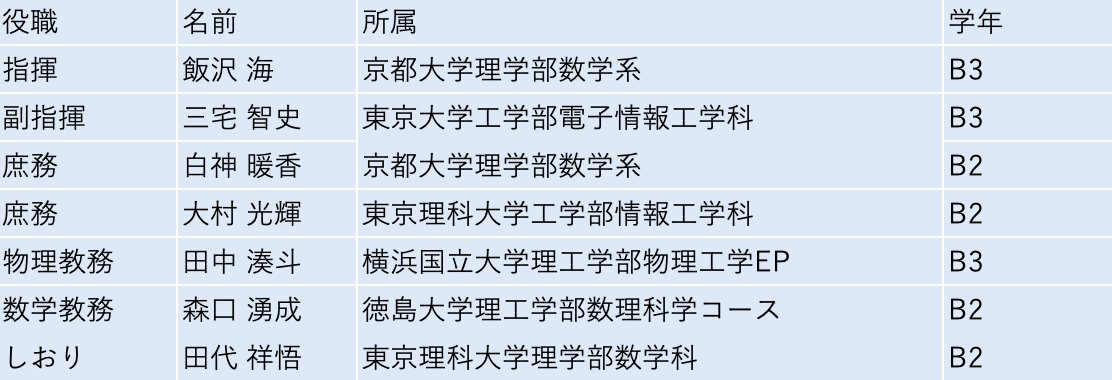 役職 名前 所属 学年
指揮 飯沢 海 京都大学理学部数学系 B3
副指揮 三宅 智史 東京大学工学部電子情報工学科 B3
庶務 白神 暖香 京都大学理学部数学系 B2
庶務 大村 光輝 東京理科大学工学部情報工学科 B2
物理教務 田中 湊斗 横浜国立大学理工学部物理工学EP B3
数学教務 森口 湧成 徳島大学理工学部数理科学コース B2
しおり 田代 祥悟 東京理科大学理学部数学科 B2